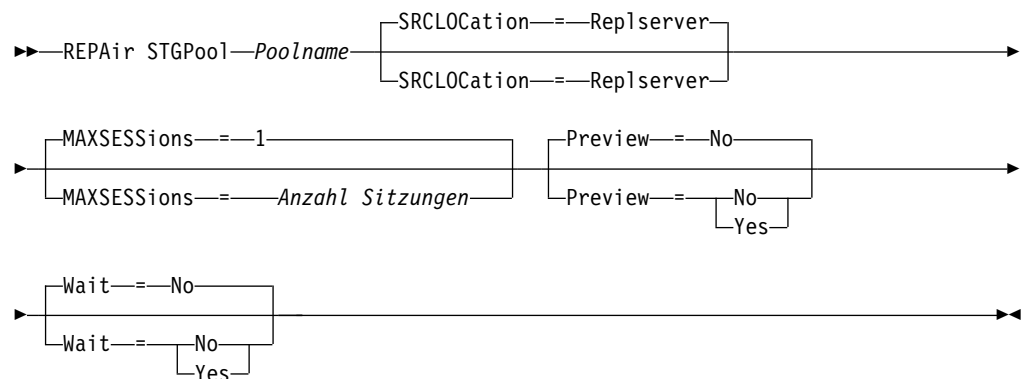 SRCLOCation = Replserver
REPAir STGPool Poolname
SRCLOCation = Replserver
MAXSESSions = 1 Preview = No
MAXSESSions = Anzahl Sitzungen Preview = No
Yes
Wait = No
Wait = No
Yes